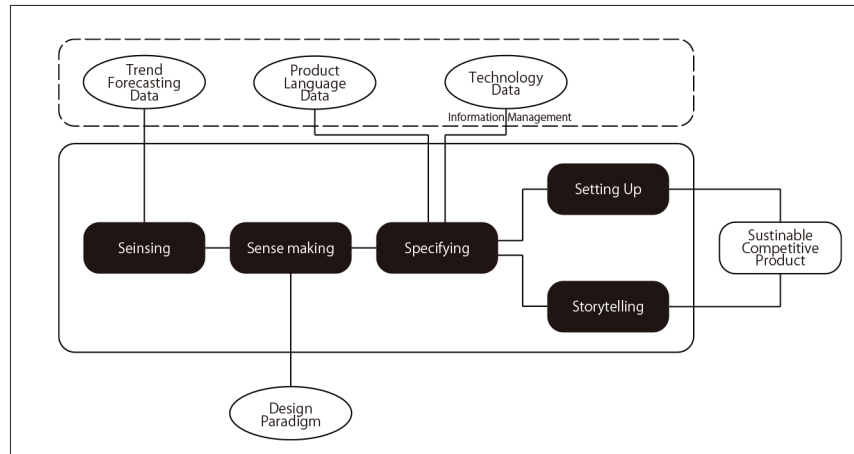 Trend
Forecasting
Data
Product
Language
Data
Technology
Data
Information Management
Setting Up
Seinsing
Sense making
Specifying
Sustinable
Competitive
Product
Storytelling
Design
Paradigm